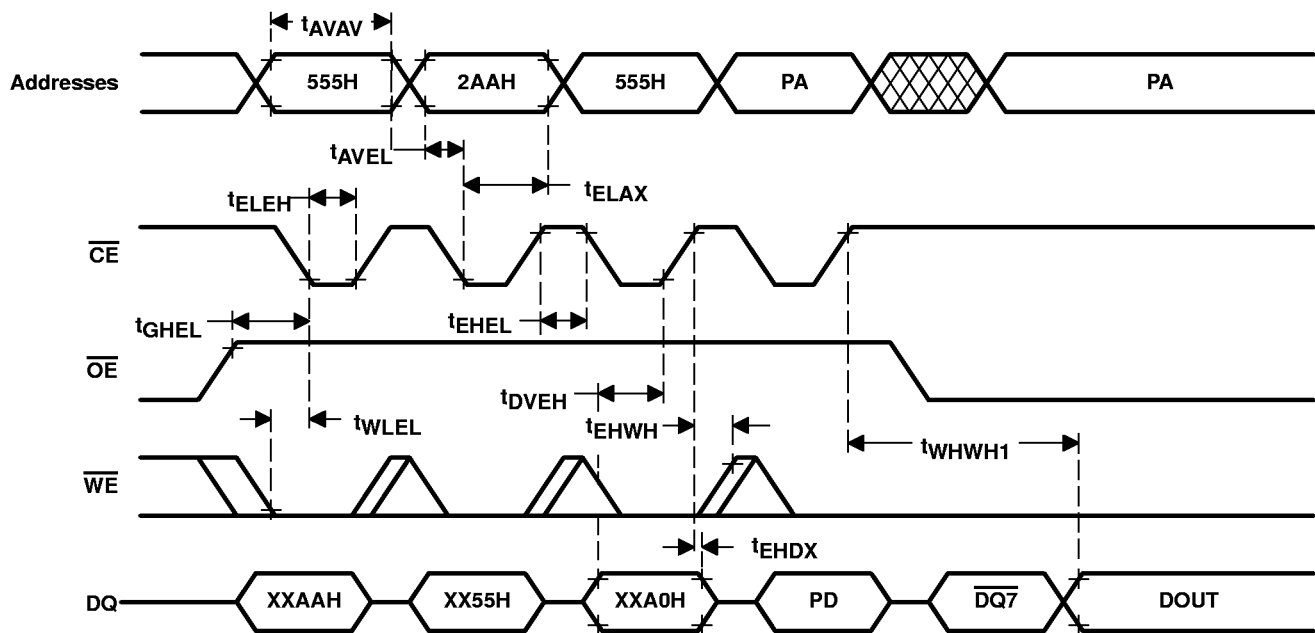 tAVAV
Addresses 555H 2AAH 555H PA PA
tAVEL
tELEH tELAX
CE
tGHEL tEHEL
OE
tDVEH
tWLEL tEHWH tWHWH1
WE
tEHDX
DQ XXAAH XX55H XXA0H PD DQ7 DOUT